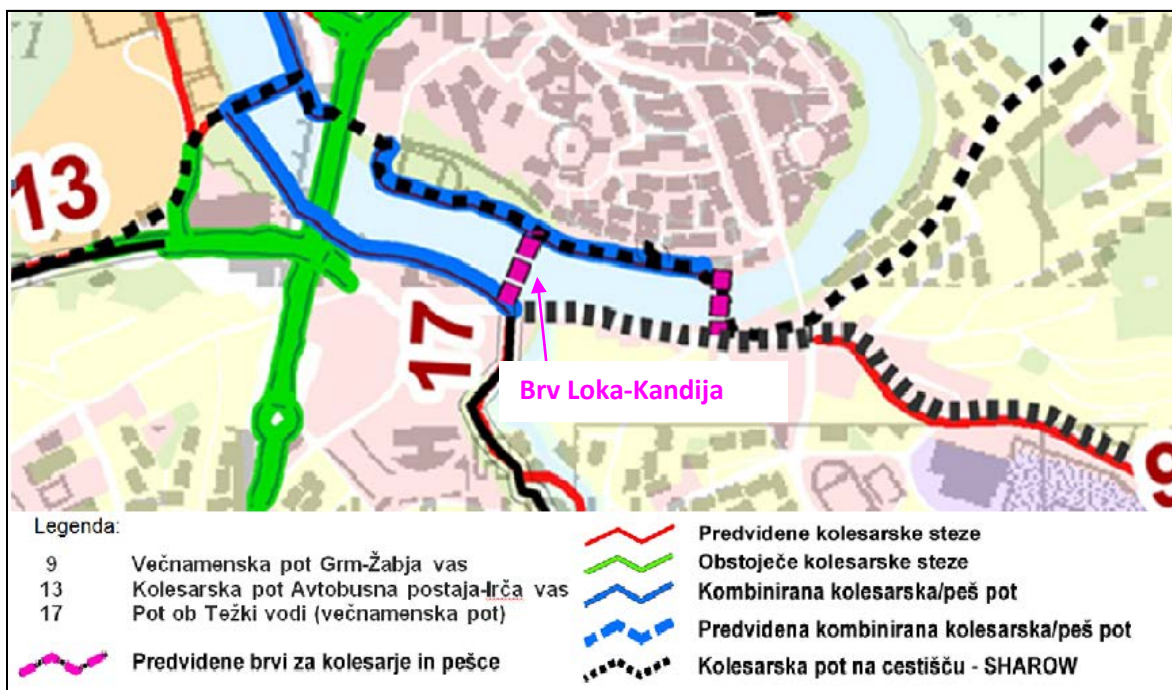 13
17
Brv Loka-Kandija
9
Legenda:
9 Večnamenska pot Grm-Žabja vas
13 Kolesarska pot Avtobusna postaja-Irča vas
17 Pot ob Težki vodi (večnamenska pot)
Predvidene brvi za kolesarje in pešce
Predvidene kolesarske steze
Obstoječe kolesarske steze
Kombinirana kolesarska/peš pot
Predvidena kombinirana kolesarska/peš pot
Kolesarska pot na cestišču - SHAROW